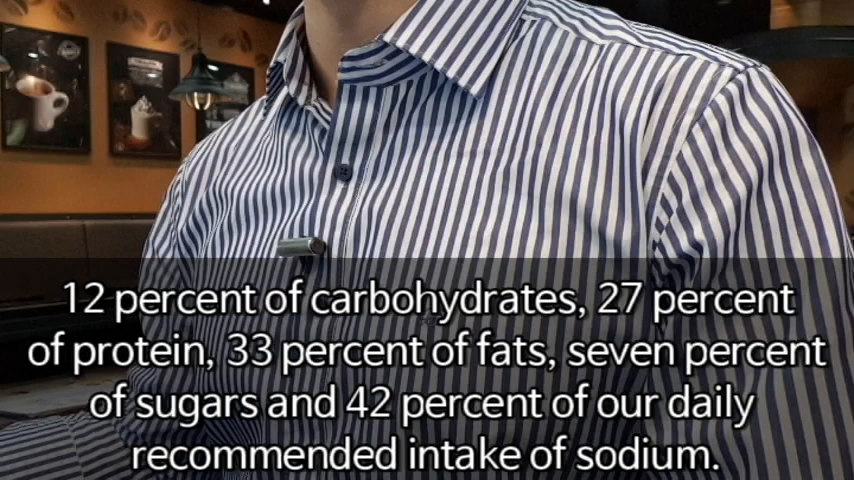 12 percent of carbohydrates, 27 percent
of protein, 33 percent of fats, seven percent
of sugars and 42 percent of our daily
recommended intake of sodium.